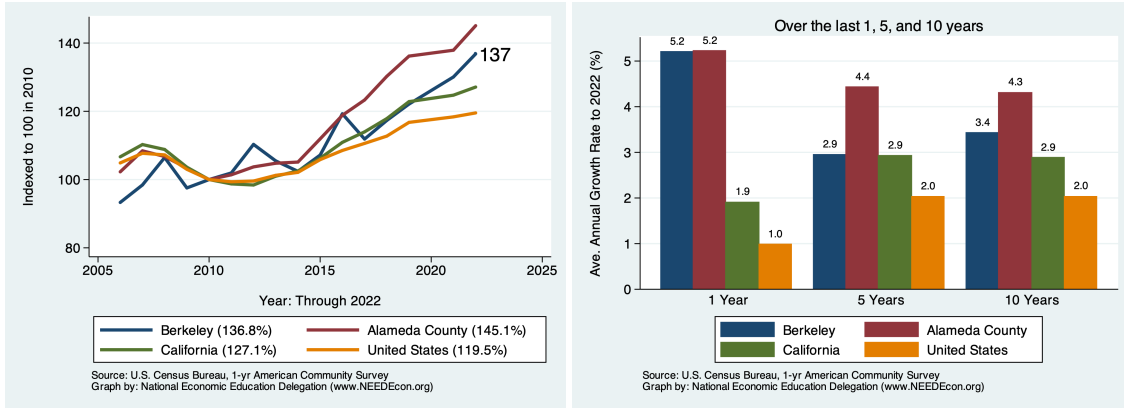 Indexed to 100 in 2010
140
120
100
80
137
2005 2010 2015 2020 2025
Year: Through 2022
Berkeley (136.8%) Alameda County (145.1%)
California (127.1%) United States (119.5%)
Source: U.S. Census Bureau, 1-yr American Community Survey
Graph by: National Economic Education Delegation (www.NEEDEcon.org)
Over the last 1, 5, and 10 years
Ave. Annual Growth Rate to 2022 (%)
5
4
3
2
1
0
5.2 5.2 1.9 1.0
2.9 4.4 2.9 2.0
3.4 4.3 2.9 2.0
1 Year 5 Years 10 Years
Berkeley Alameda County
California United States
Source: U.S. Census Bureau, 1-yr American Community Survey
Graph by: National Economic Education Delegation (www.NEEDEcon.org)